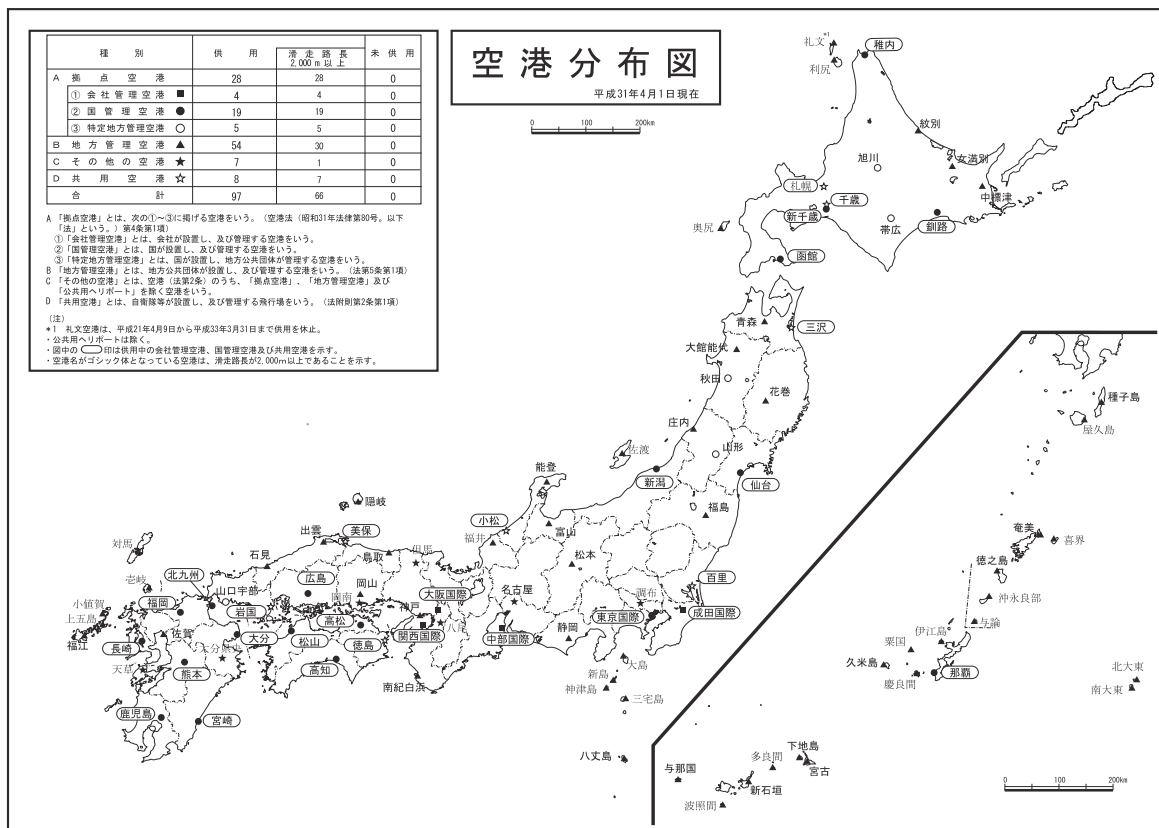 空港分布図
平成31年4月1日現在
0 100 200km
種別 供用 滑走路長2,000m以上 未供用
A 拠点空港 28 28 0
①会社管理空港 ■ 4 4 0
②国管理空港 ● 19 19 0
③特定地方管理空港 ○ 5 5 0
B 地方管理空港 ▲ 54 30 0
C その他の空港 ★ 7 1 0
D 共用空港 ☆ 8 7 0
合計 97 66 0
A 「拠点空港」とは、次の①~③に掲げる空港をいう。(空港法(昭和31年法律第80号。以下
「法」という。)第4条第1項)
①「会社管理空港」とは、会社が設置し、及び管理する空港をいう。
②「国管理空港」とは、国が設置し、及び管理する空港をいう。
③「特定地方管理空港」とは、国が設置し、地方公共団体が管理する空港をいう。
B 「地方管理空港」とは、地方公共団体が設置し、及び管理する空港をいう。(法第5条第1項)
C 「その他の空港」とは、空港(法第2条)のうち、「拠点空港」、「地方管理空港」及び
「公共用ヘリポート」を除く空港をいう。
D 「共用空港」とは、自衛隊等が設置し、及び管理する飛行場をいう。(法附則第2条第1項)
(注)
*1 礼文空港は、平成21年4月9日から平成33年3月31日まで供用を休止。
・公共用ヘリポートは除く。
・図中の 印は供用中の会社管理空港、国管理空港及び共用空港を示す。
・空港名がゴシック体となっている空港は、滑走路長が2,000m以上であることを示す。
礼文*1
稚内
利尻
紋別
旭川
女満別
札幌
中標津
千歳
新千歳
帯広
釧路
奥尻
函館
青森
三沢
大館能代
秋田
花巻
庄内
佐渡
山形
新潟
仙台
能登
福島
小松
福井
富山
松本
隠岐
出雲
美保
鳥取
但馬
石見
対馬
北九州
壱岐
山口宇部
広島
岡山
岡南
大阪国際
名古屋
調布
百里
小値賀
上五島
福岡
岩国
神戸
東京国際
成田国際
福江
佐賀
大分
高松
関西国際
八尾
中部国際
静岡
長崎
松山
徳島
天草
大分県央
熊本
高知
南紀白浜
大島
新島
神津島
三宅島
鹿児島
宮崎
八丈島
種子島
屋久島
奄美
喜界
徳之島
沖永良部
与論
伊江島
粟国
久米島
慶良間
那覇
北大東
南大東
下地島
多良間
宮古
与那国
新石垣
波照間
0 100 200km